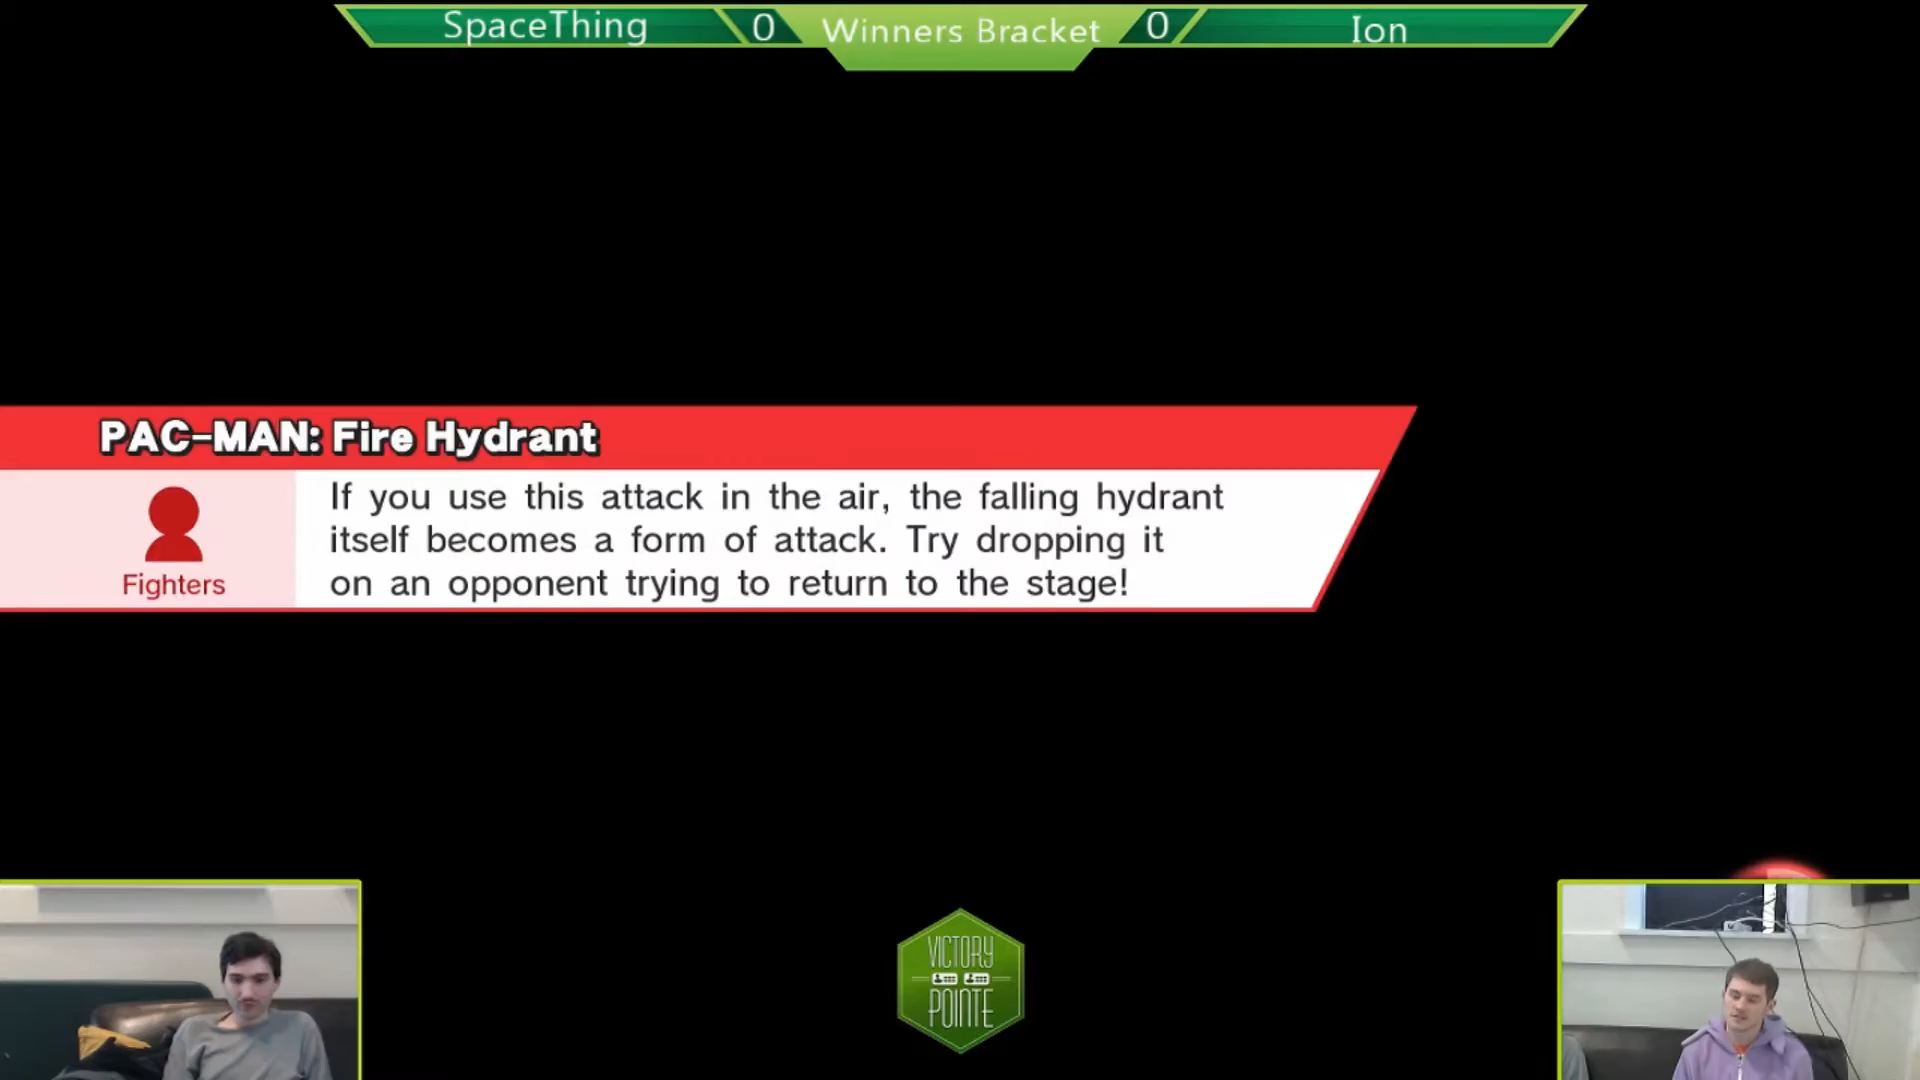 SpaceThing 0 Winners Bracket 0 Ion
PAC-MAN: Fire Hydrant
If you use this attack in the air, the falling hydrant
itself becomes a form of attack. Try dropping it
on an opponent trying to return to the stage!
Fighters
VICTORY
POINTE